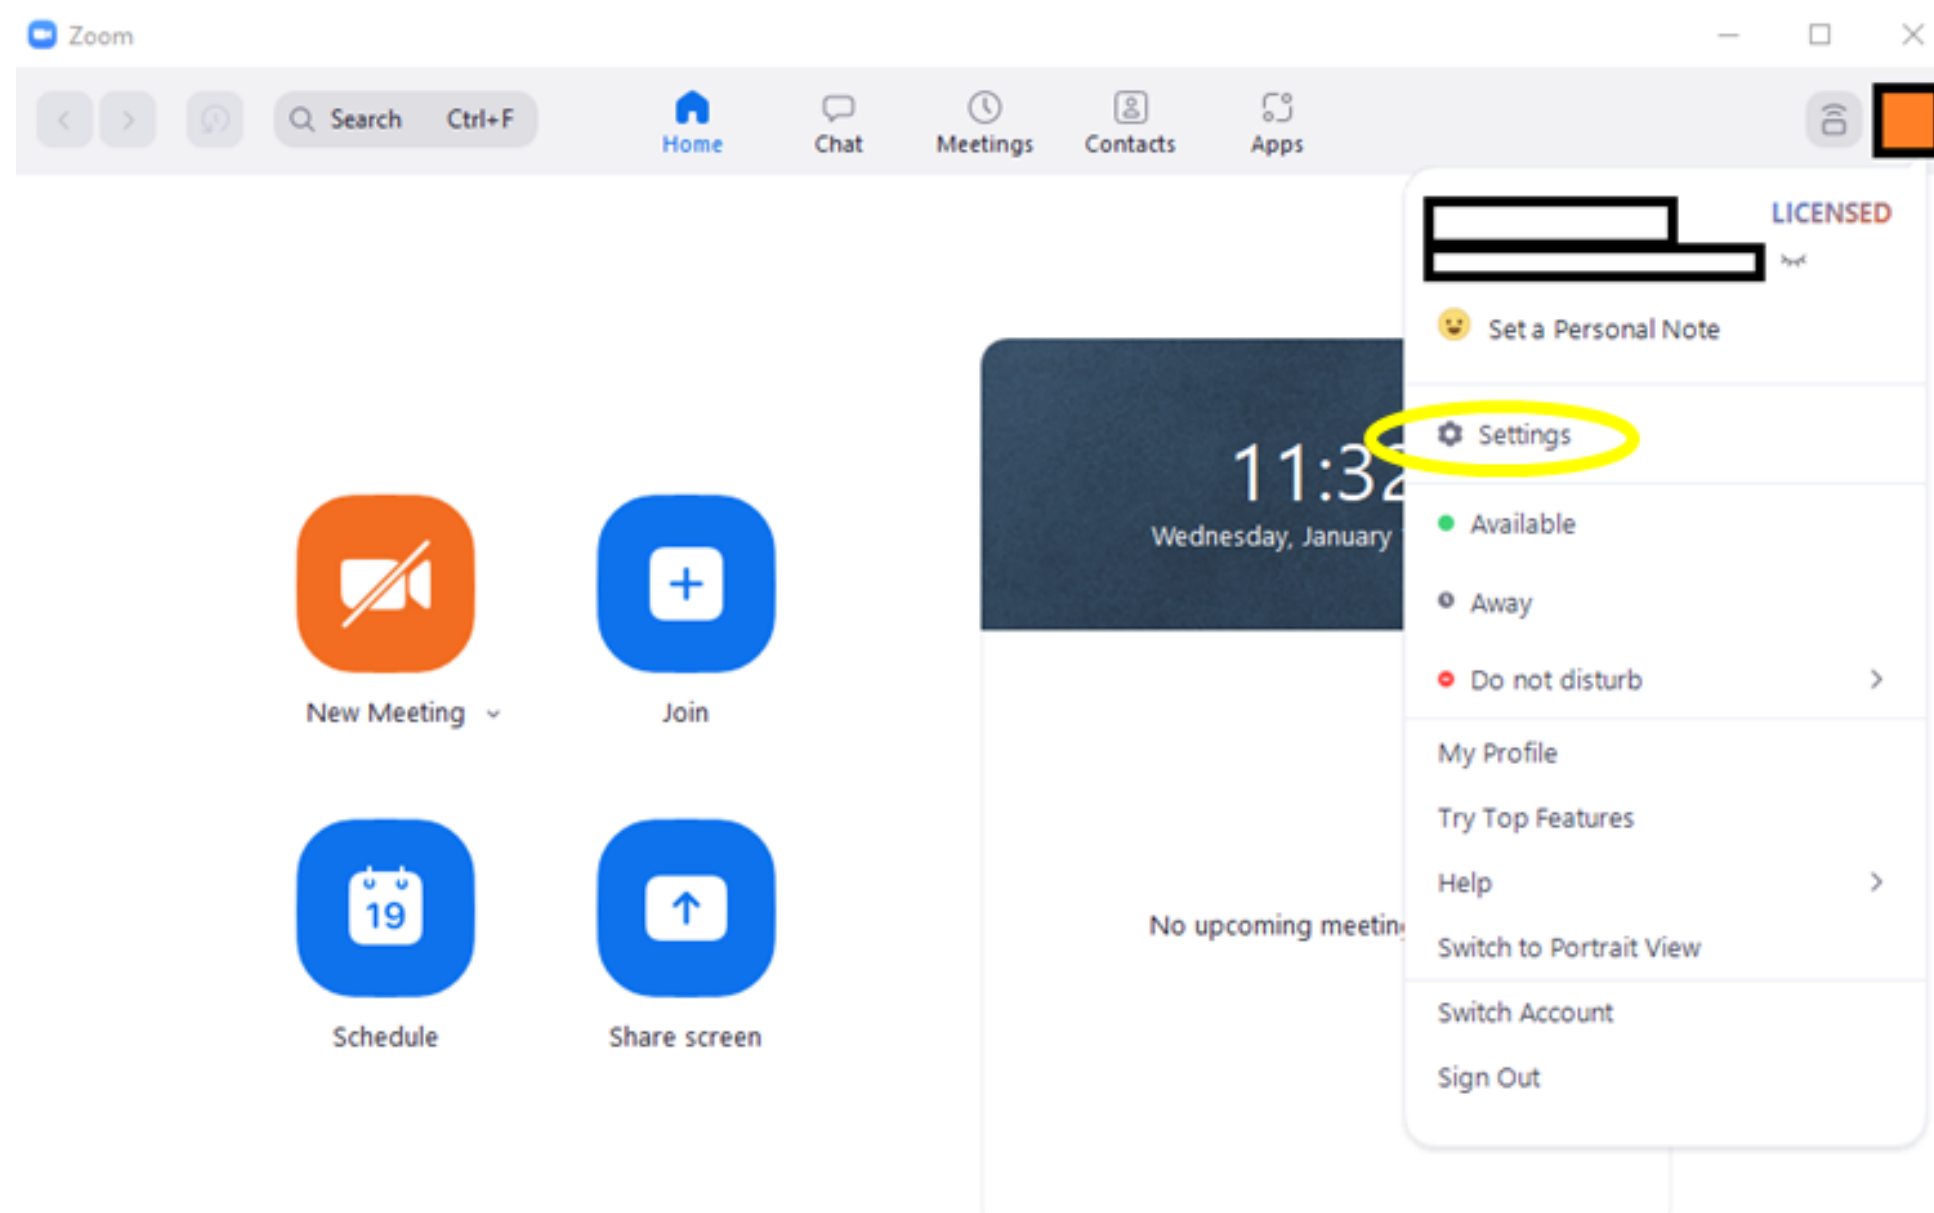 Zoom
Search Ctrl+F
Home
Chat
Meetings
Contacts
Apps
LICENSED
Set a Personal Note
Settings
Available
Away
Do not disturb
My Profile
Try Top Features
Help
Switch to Portrait View
Switch Account
Sign Out
11:32
Wednesday, January
No upcoming meeting
New Meeting
Join
19
Schedule
Share screen